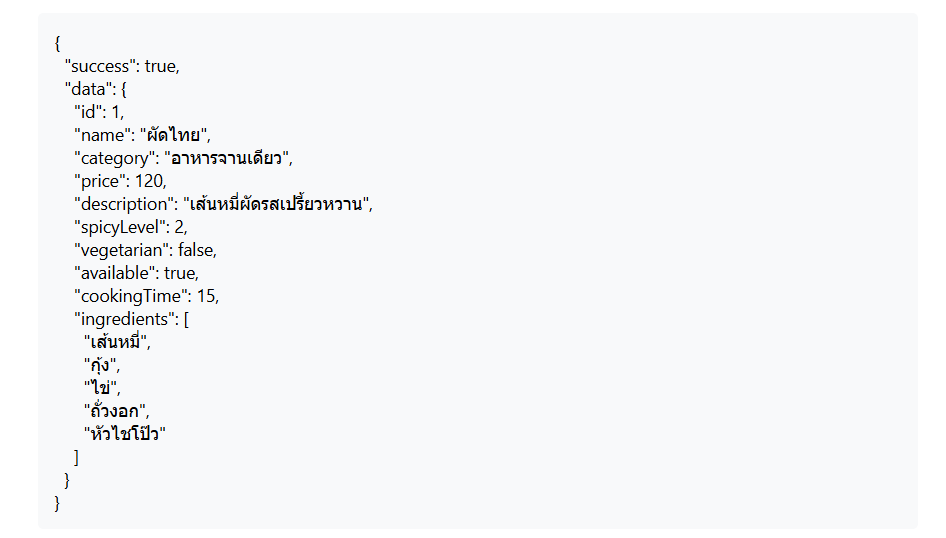 {
"success": true,
"data": {
"id": 1,
"name": "ผัดไทย",
"category": "อาหารจานเดียว",
"price": 120,
"description": "เส้นหมี่ผัดรสเปรี้ยวหวาน",
"spicyLevel": 2,
"vegetarian": false,
"available": true,
"cookingTime": 15,
"ingredients": [
"เส้นหมี่",
"กุ้ง",
"ไข่",
"ถั่วงอก",
"หัวไชโป๊ว"
]
}
}